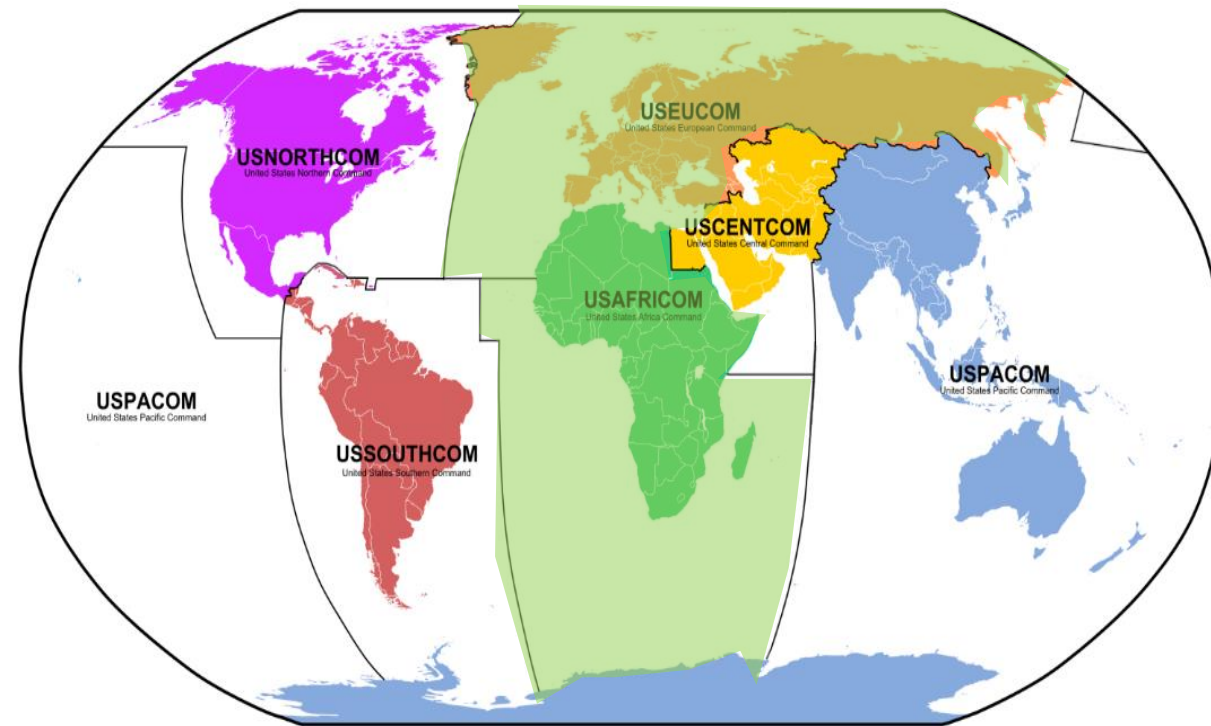 USEUCOM
United States European Command
USNORTHCOM
United States Northern Command
USCENTCOM
United States Central Command
USAFRICOM
United States Africa Command
USPACOM
United States Pacific Command
USPACOM
United States Pacific Command
USSOUTHCOM
United States Southern Command